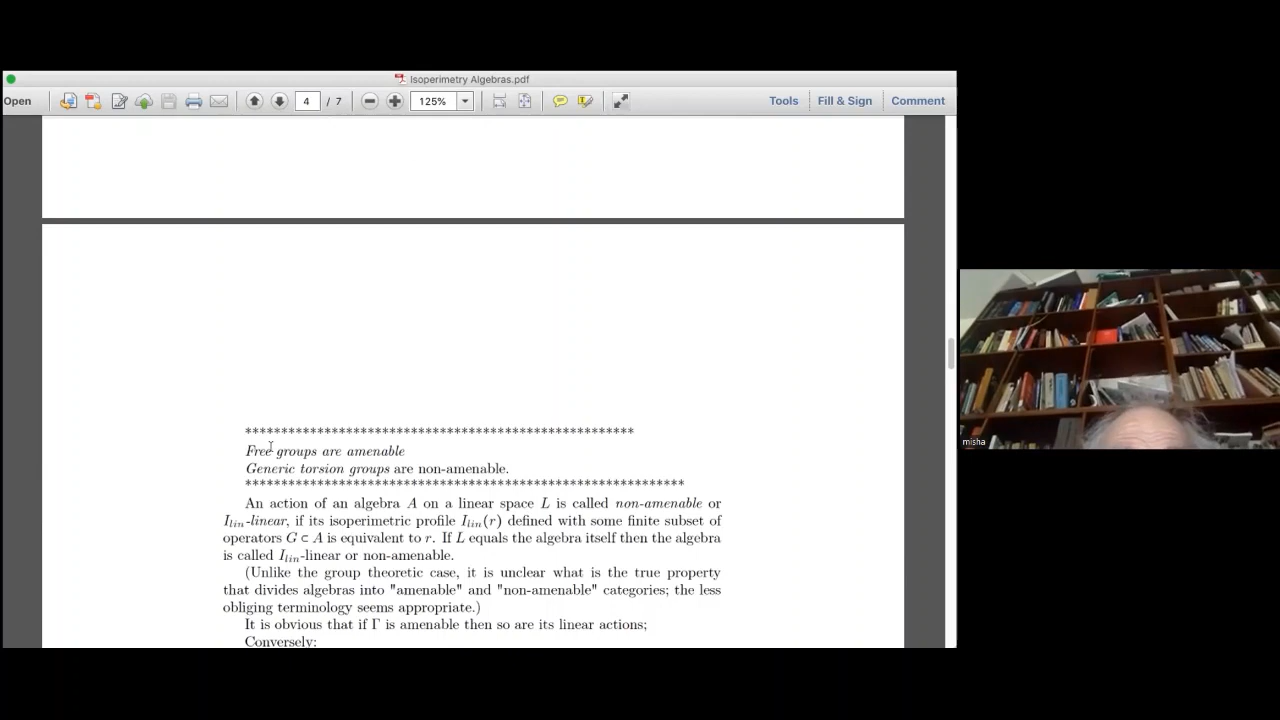 Isoperimetry Algebras.pdf
Open 4 / 7 125% Tools Fill & Sign Comment
******************************************************
Free groups are amenable
Generic torsion groups are non-amenable.
*************************************************************
An action of an algebra A on a linear space L is called non-amenable or
I_lin-linear, if its isoperimetric profile I_lin(r) defined with some finite subset of
operators G ⊂ A is equivalent to r. If L equals the algebra itself then the algebra
is called I_lin-linear or non-amenable.
(Unlike the group theoretic case, it is unclear what is the true property
that divides algebras into "amenable" and "non-amenable" categories; the less
obliging terminology seems appropriate.)
It is obvious that if Γ is amenable then so are its linear actions;
Conversely:
misha